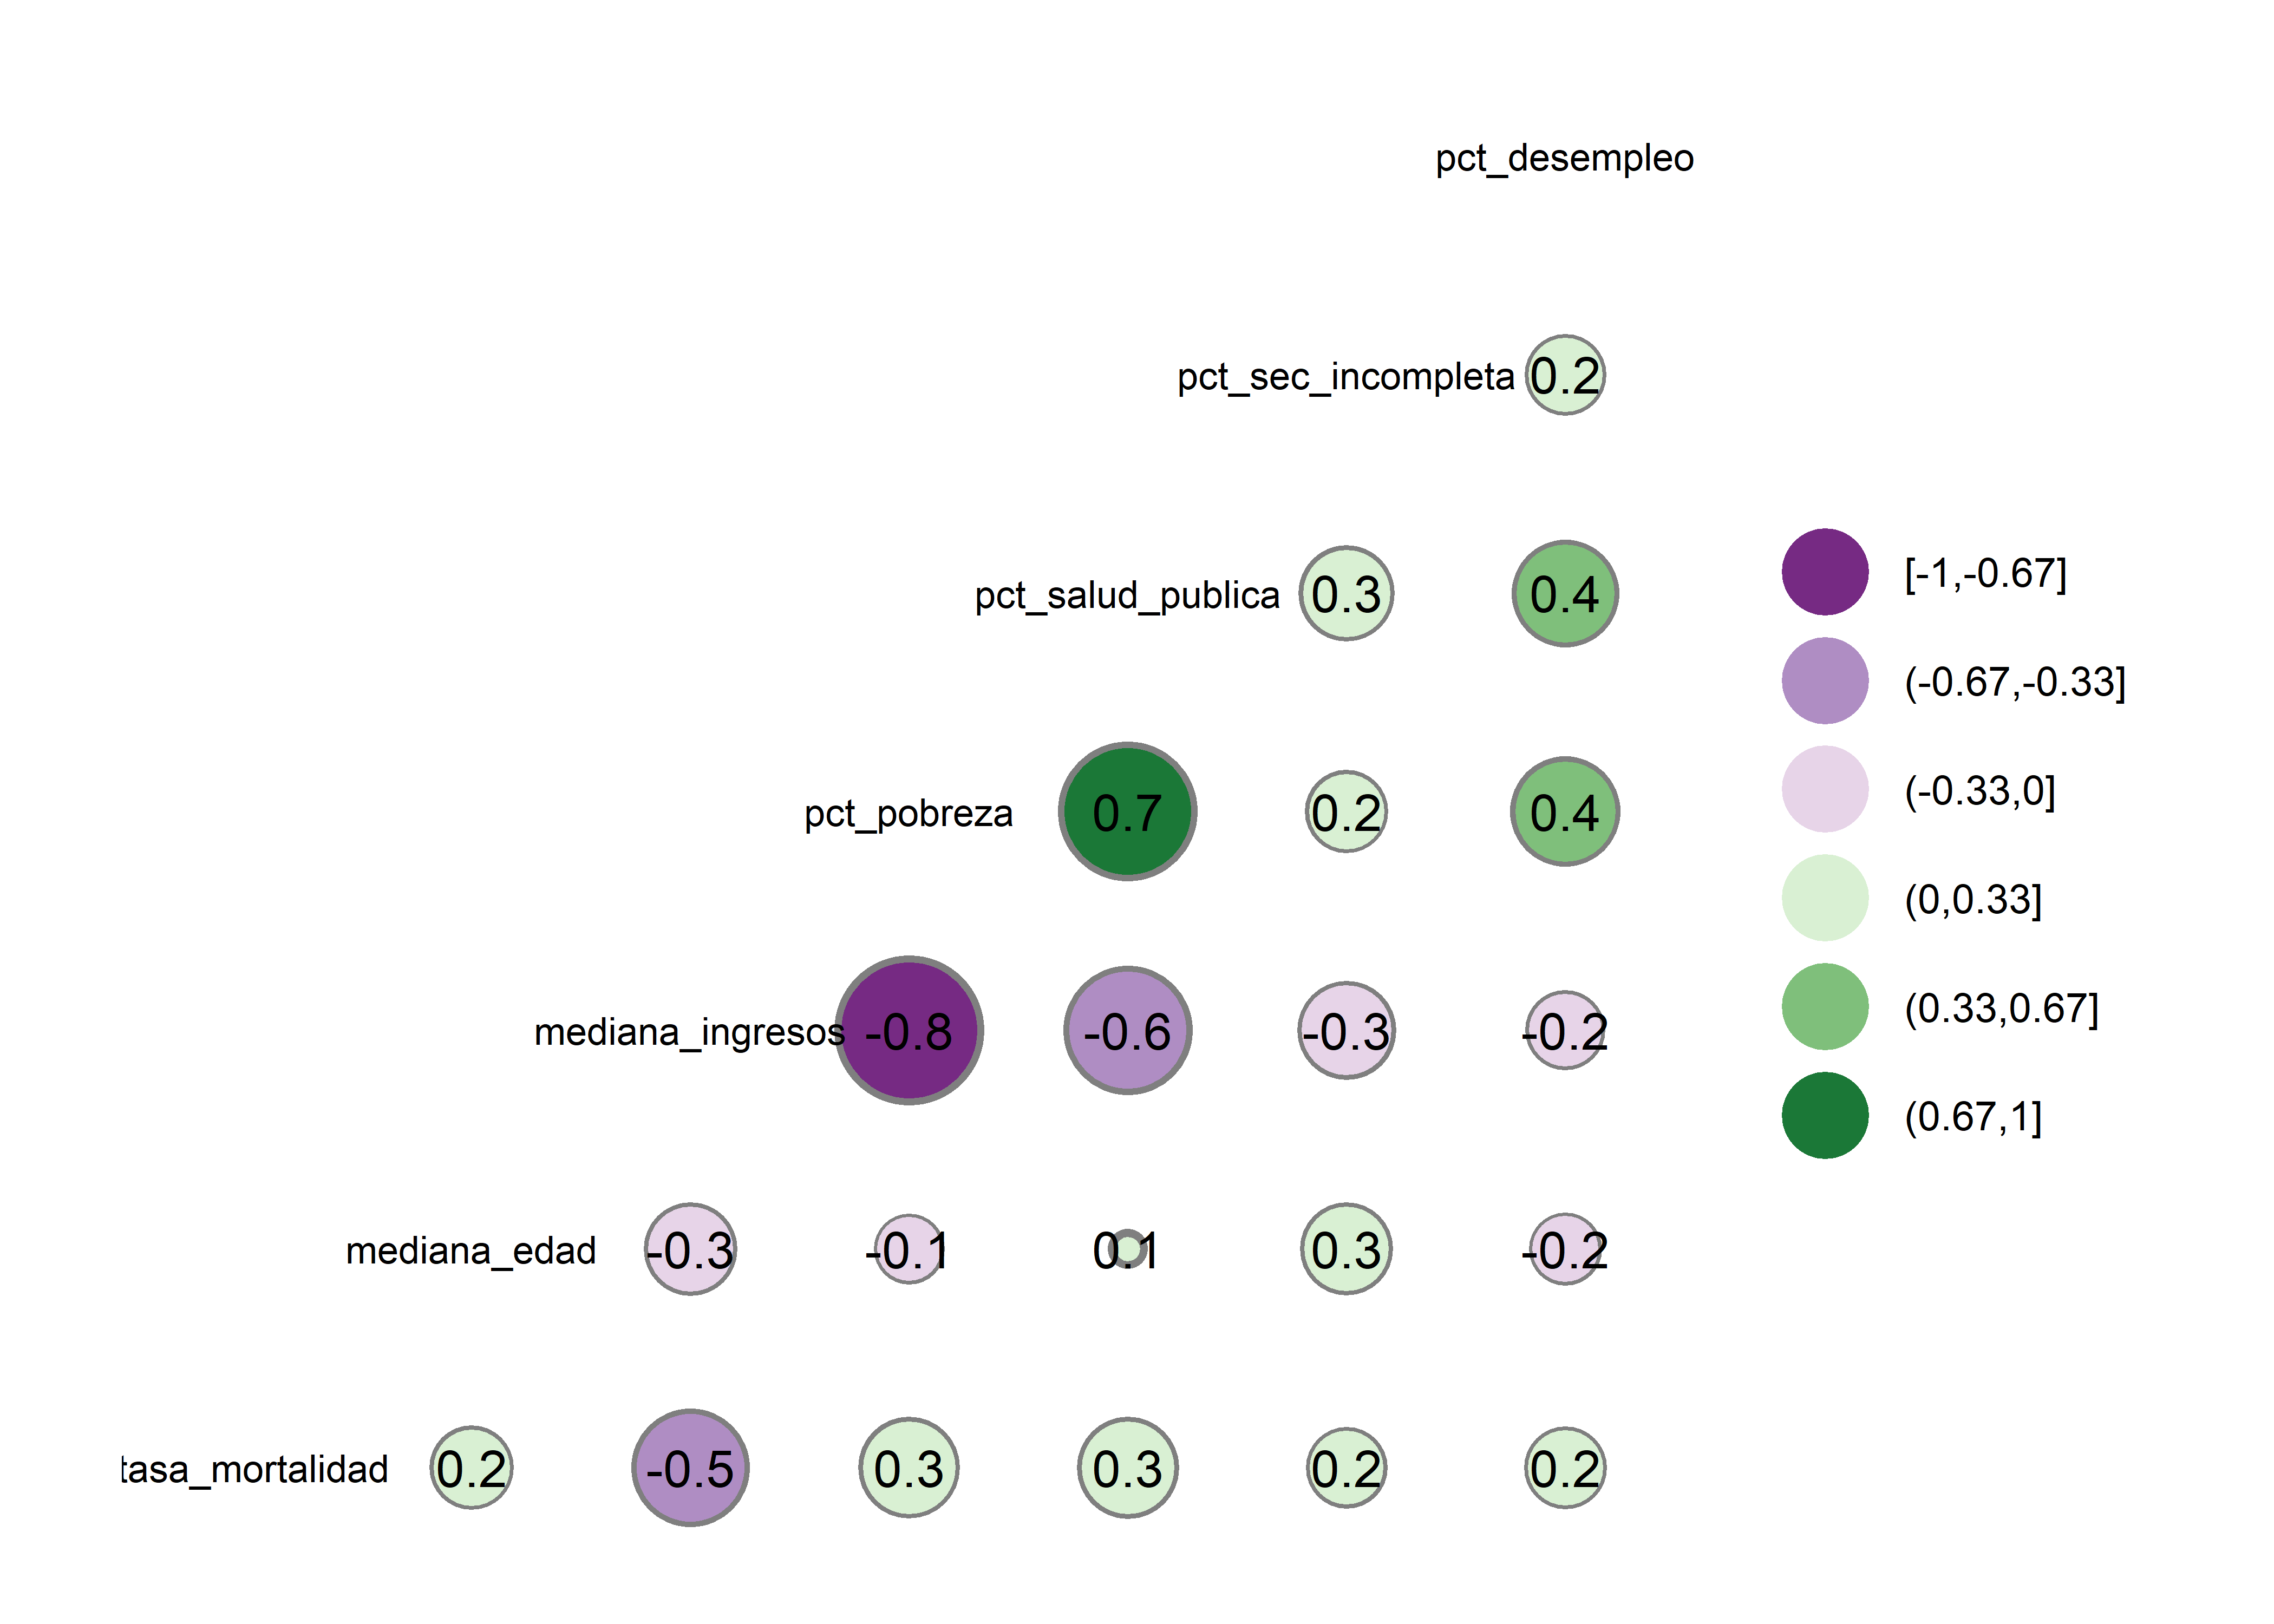 pct_desempleo
pct_sec_incompleta 0.2
pct_salud_publica 0.3 0.4
[-1,-0.67]
(-0.67,-0.33]
pct_pobreza 0.7 0.2 0.4
(-0.33,0]
(0,0.33]
mediana_ingresos -0.8 -0.6 -0.3 -0.2
(0.33,0.67]
(0.67,1]
mediana_edad -0.3 -0.1 0.1 0.3 -0.2
tasa_mortalidad 0.2 -0.5 0.3 0.3 0.2 0.2